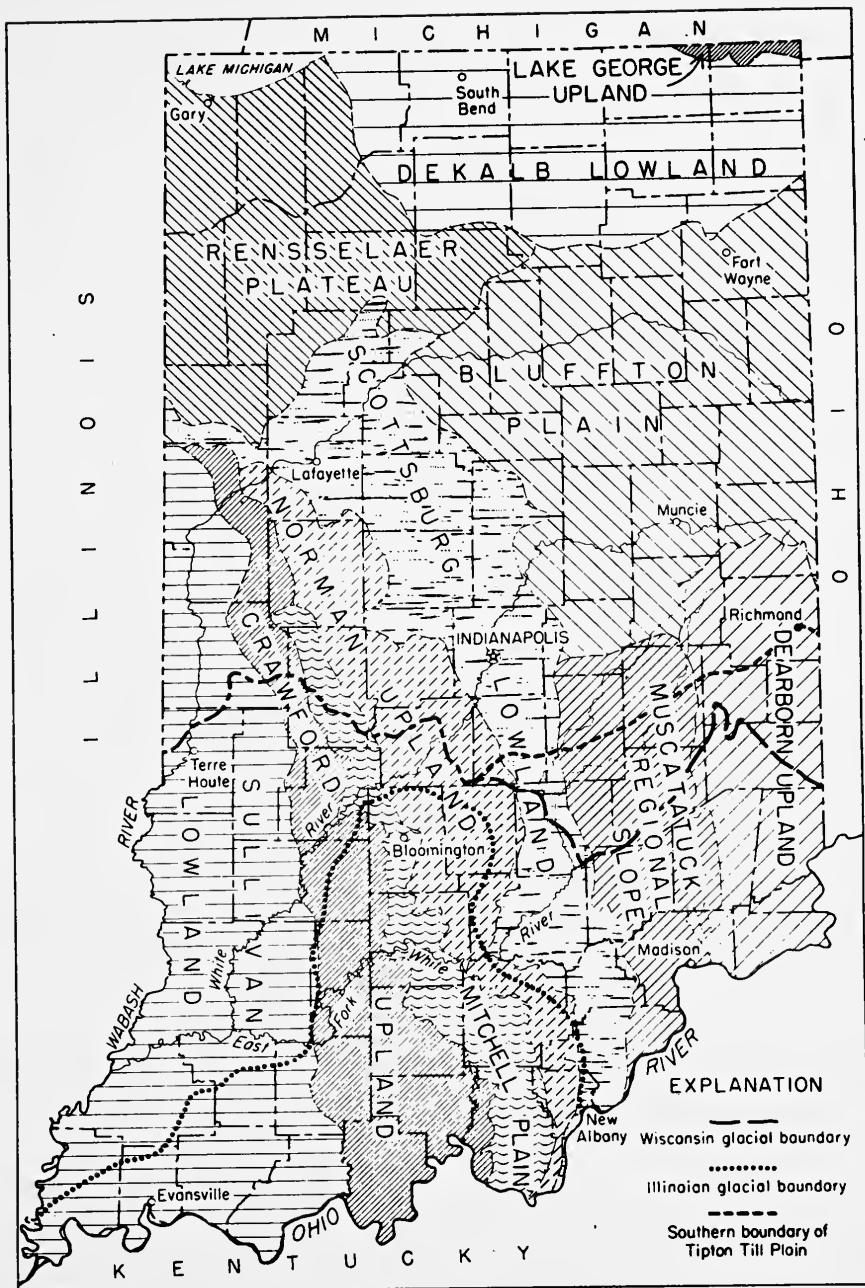 MICHIGAN
LAKE MICHIGAN
Gary
South
Bend
LAKE GEORGE
UPLAND
DEKALB LOWLAND
RENSSELAER
PLATEAU
Fort
Wayne
ILLINOIS
OHIO
SCOTTSBURG
LOWLAND
BLUFFTON
PLAIN
Lafayette
Muncie
NORMAN
UPLAND
Richmond
INDIANAPOLIS
CRAWFORD
UPLAND
MUSCATATUCK
REGIONAL
SLOPE
DEARBORN UPLAND
Terre
Haute
SULLIVAN
LOWLAND
River
Bloomington
River
Madison
WABASH
RIVER
White
White
East
Fork
MITCHELL
PLAIN
RIVER
New
Albany
Evansville
OHIO
KENTUCKY
EXPLANATION
Wisconsin glacial boundary
Illinoian glacial boundary
Southern boundary of
Tipton Till Plain